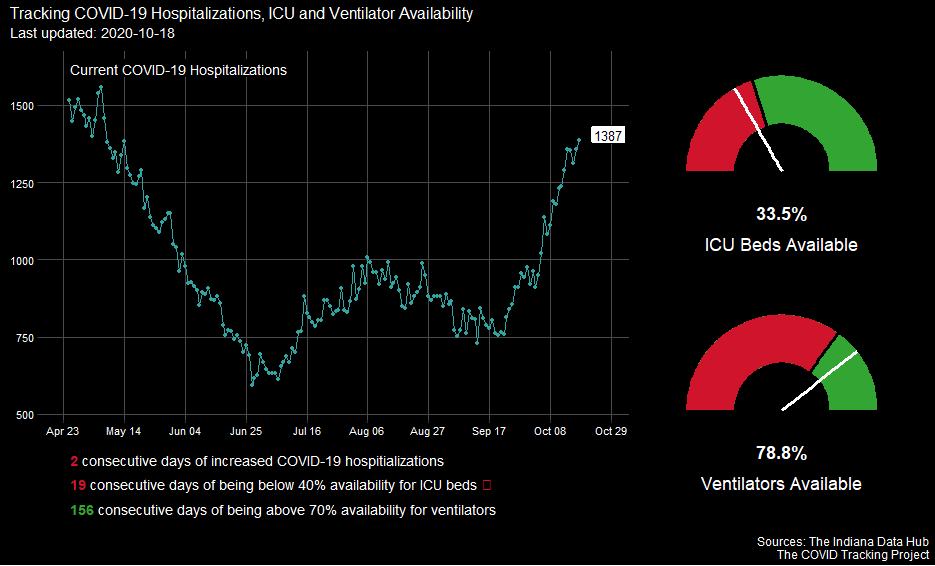 Tracking COVID-19 Hospitalizations, ICU and Ventilator Availability
Last updated: 2020-10-18
Current COVID-19 Hospitalizations
1500
1250
1000
750
500
1387
Apr 23 May 14 Jun 04 Jun 25 Jul 16 Aug 06 Aug 27 Sep 17 Oct 08 Oct 29
2 consecutive days of increased COVID-19 hospitializations
19 consecutive days of being below 40% availability for ICU beds
156 consecutive days of being above 70% availability for ventilators
33.5%
ICU Beds Available
78.8%
Ventilators Available
Sources: The Indiana Data Hub
The COVID Tracking Project